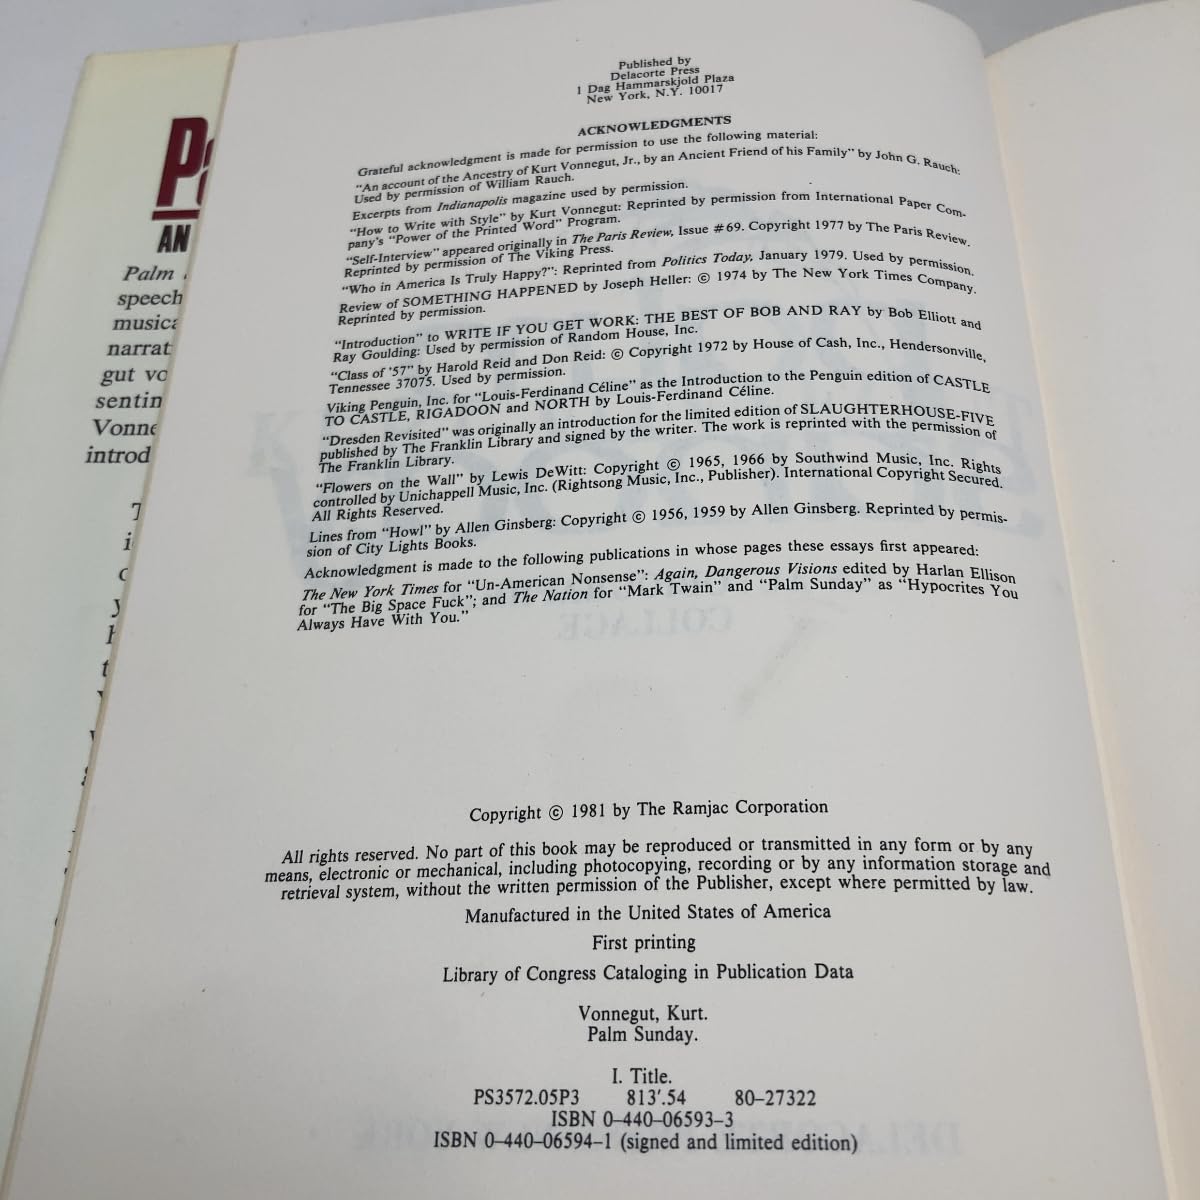 Published by
Delacorte Press
1 Dag Hammarskjold Plaza
New York, N.Y. 10017
ACKNOWLEDGMENTS
Grateful acknowledgment is made for permission to use the following material:
"An account of the Ancestry of Kurt Vonnegut, Jr., by an Ancient Friend of his Family" by John G. Rauch:
Used by permission of William Rauch.
Excerpts from Indianapolis magazine used by permission.
"How to Write with Style" by Kurt Vonnegut: Reprinted by permission from International Paper Com-
pany's "Power of the Printed Word" Program.
"Self-Interview" appeared originally in The Paris Review, Issue #69. Copyright 1977 by The Paris Review.
Reprinted by permission of The Viking Press.
"Who in America Is Truly Happy?": Reprinted from Politics Today, January 1979. Used by permission.
Review of SOMETHING HAPPENED by Joseph Heller: © 1974 by The New York Times Company.
Reprinted by permission.
"Introduction" to WRITE IF YOU GET WORK: THE BEST OF BOB AND RAY by Bob Elliott and
Ray Goulding: Used by permission of Random House, Inc.
"Class of '57" by Harold Reid and Don Reid: © Copyright 1972 by House of Cash, Inc., Hendersonville,
Tennessee 37075. Used by permission.
Viking Penguin, Inc. for "Louis-Ferdinand Céline" as the Introduction to the Penguin edition of CASTLE
TO CASTLE, RIGADOON and NORTH by Louis-Ferdinand Céline.
"Dresden Revisited" was originally an introduction for the limited edition of SLAUGHTERHOUSE-FIVE
published by The Franklin Library and signed by the writer. The work is reprinted with the permission of
The Franklin Library.
"Flowers on the Wall" by Lewis DeWitt: Copyright © 1965, 1966 by Southwind Music, Inc. Rights
controlled by Unichappell Music, Inc. (Rightsong Music, Inc., Publisher). International Copyright Secured.
All Rights Reserved.
Lines from "Howl" by Allen Ginsberg: Copyright © 1956, 1959 by Allen Ginsberg. Reprinted by permis-
sion of City Lights Books.
Acknowledgment is made to the following publications in whose pages these essays first appeared:
The New York Times for "Un-American Nonsense": Again, Dangerous Visions edited by Harlan Ellison
for "The Big Space Fuck"; and The Nation for "Mark Twain" and "Palm Sunday" as "Hypocrites You
Always Have With You."
Copyright © 1981 by The Ramjac Corporation
All rights reserved. No part of this book may be reproduced or transmitted in any form or by any
means, electronic or mechanical, including photocopying, recording or by any information storage and
retrieval system, without the written permission of the Publisher, except where permitted by law.
Manufactured in the United States of America
First printing
Library of Congress Cataloging in Publication Data
Vonnegut, Kurt.
Palm Sunday.
I. Title.
PS3572.05P3 813'.54 80–27322
ISBN 0–440–06593–3
ISBN 0–440–06594–1 (signed and limited edition)
AN
Palm
speech
music
narrat
gut vo
sentin
Vonne
introd